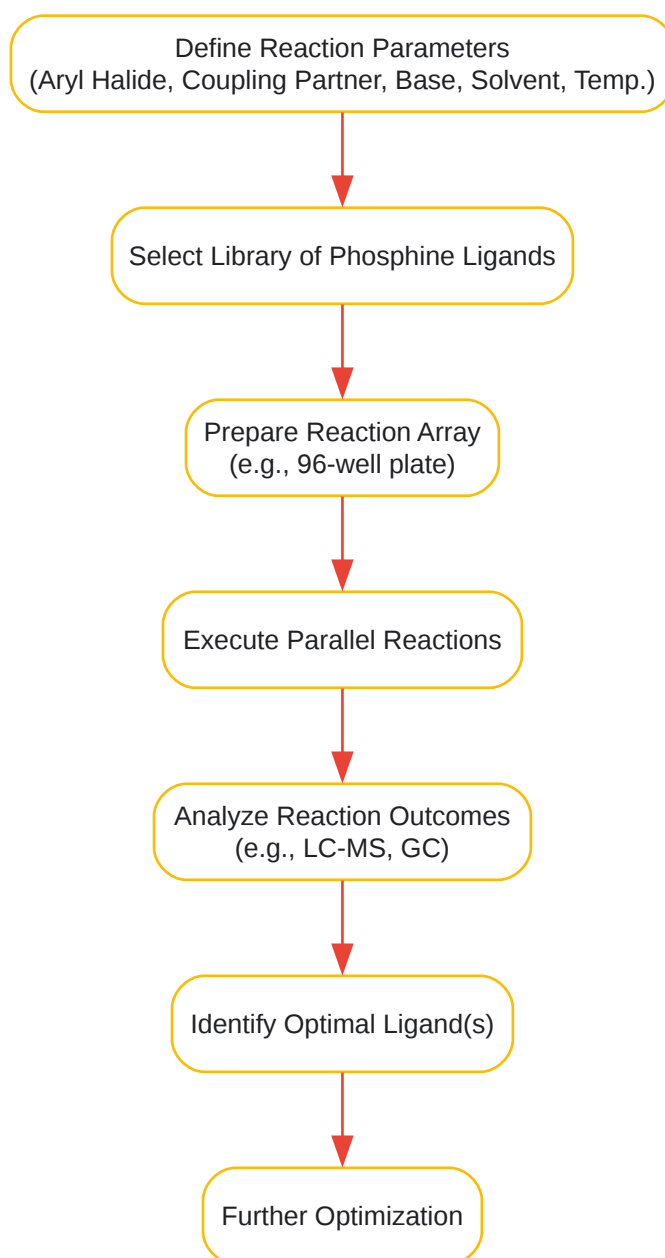 Define Reaction Parameters
(Aryl Halide, Coupling Partner, Base, Solvent, Temp.)
Select Library of Phosphine Ligands
Prepare Reaction Array
(e.g., 96-well plate)
Execute Parallel Reactions
Analyze Reaction Outcomes
(e.g., LC-MS, GC)
Identify Optimal Ligand(s)
Further Optimization